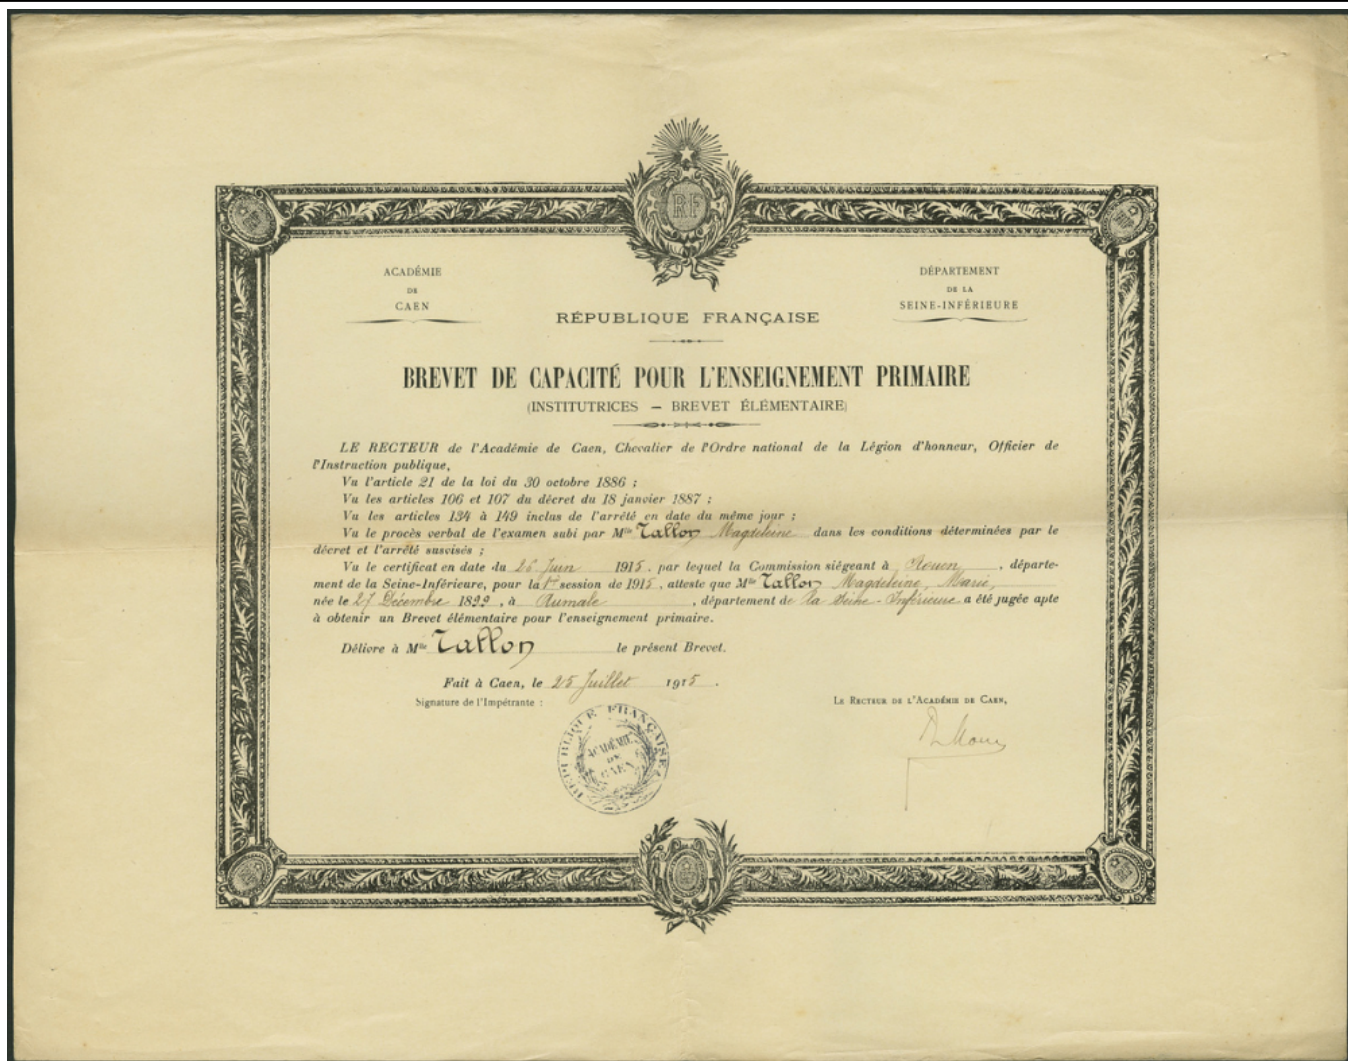 RF
ACADÉMIE
DE
CAEN
DÉPARTEMENT
DE LA
SEINE-INFÉRIEURE
RÉPUBLIQUE FRANÇAISE
BREVET DE CAPACITÉ POUR L'ENSEIGNEMENT PRIMAIRE
(INSTITUTRICES — BREVET ÉLÉMENTAIRE)
LE RECTEUR de l'Académie de Caen, Chevalier de l'Ordre national de la Légion d'honneur, Officier de
l'Instruction publique,
Vu l'article 21 de la loi du 30 octobre 1886 ;
Vu les articles 106 et 107 du décret du 18 janvier 1887 ;
Vu les articles 134 à 149 inclus de l'arrêté en date du même jour ;
Vu le procès verbal de l'examen subi par Mlle Tallon Magdeleine dans les conditions déterminées par le
décret et l'arrêté susvisés ;
Vu le certificat en date du 26 Juin 1915, par lequel la Commission siégeant à Rouen, départe-
ment de la Seine-Inférieure, pour la 1re session de 1915, atteste que Mlle Tallon Magdeleine, Marie,
née le 27 Décembre 1899, à Aumale, département de la Seine-Inférieure a été jugée apte
à obtenir un Brevet élémentaire pour l'enseignement primaire.
Délivré à Mlle Tallon le présent Brevet.
Fait à Caen, le 25 Juillet 1915.
Signature de l'Impétrante :
LE RECTEUR DE L'ACADÉMIE DE CAEN,
RÉPUBLIQUE FRANÇAISE
ACADÉMIE
DE
CAEN